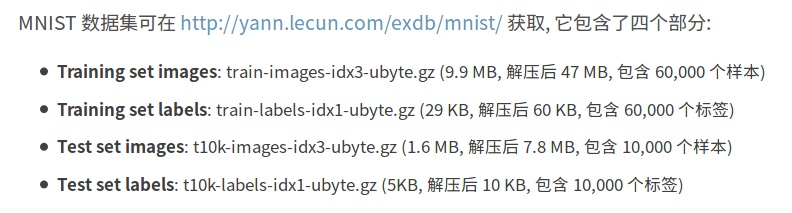 MNIST 数据集可在 http://yann.lecun.com/exdb/mnist/ 获取, 它包含了四个部分:
● Training set images: train-images-idx3-ubyte.gz (9.9 MB, 解压后 47 MB, 包含 60,000 个样本)
● Training set labels: train-labels-idx1-ubyte.gz (29 KB, 解压后 60 KB, 包含 60,000 个标签)
● Test set images: t10k-images-idx3-ubyte.gz (1.6 MB, 解压后 7.8 MB, 包含 10,000 个样本)
● Test set labels: t10k-labels-idx1-ubyte.gz (5KB, 解压后 10 KB, 包含 10,000 个标签)